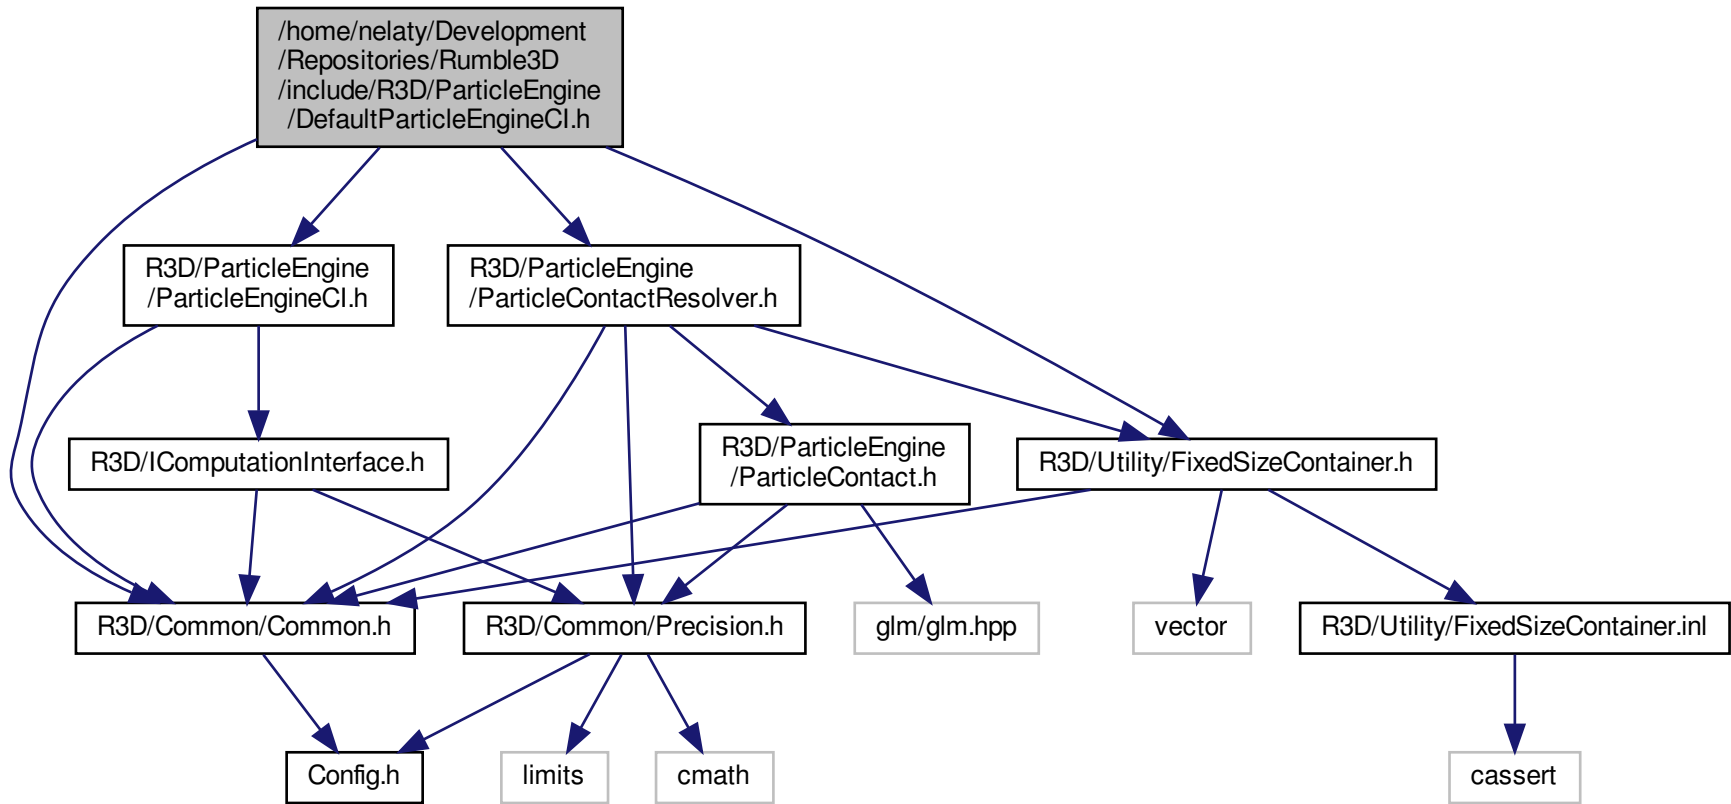 /home/nelaty/Development
/Repositories/Rumble3D
/include/R3D/ParticleEngine
/DefaultParticleEngineCI.h
R3D/ParticleEngine
/ParticleEngineCI.h
R3D/ParticleEngine
/ParticleContactResolver.h
R3D/IComputationInterface.h
R3D/ParticleEngine
/ParticleContact.h
R3D/Utility/FixedSizeContainer.h
R3D/Common/Common.h
R3D/Common/Precision.h
glm/glm.hpp
vector
R3D/Utility/FixedSizeContainer.inl
Config.h
limits
cmath
cassert